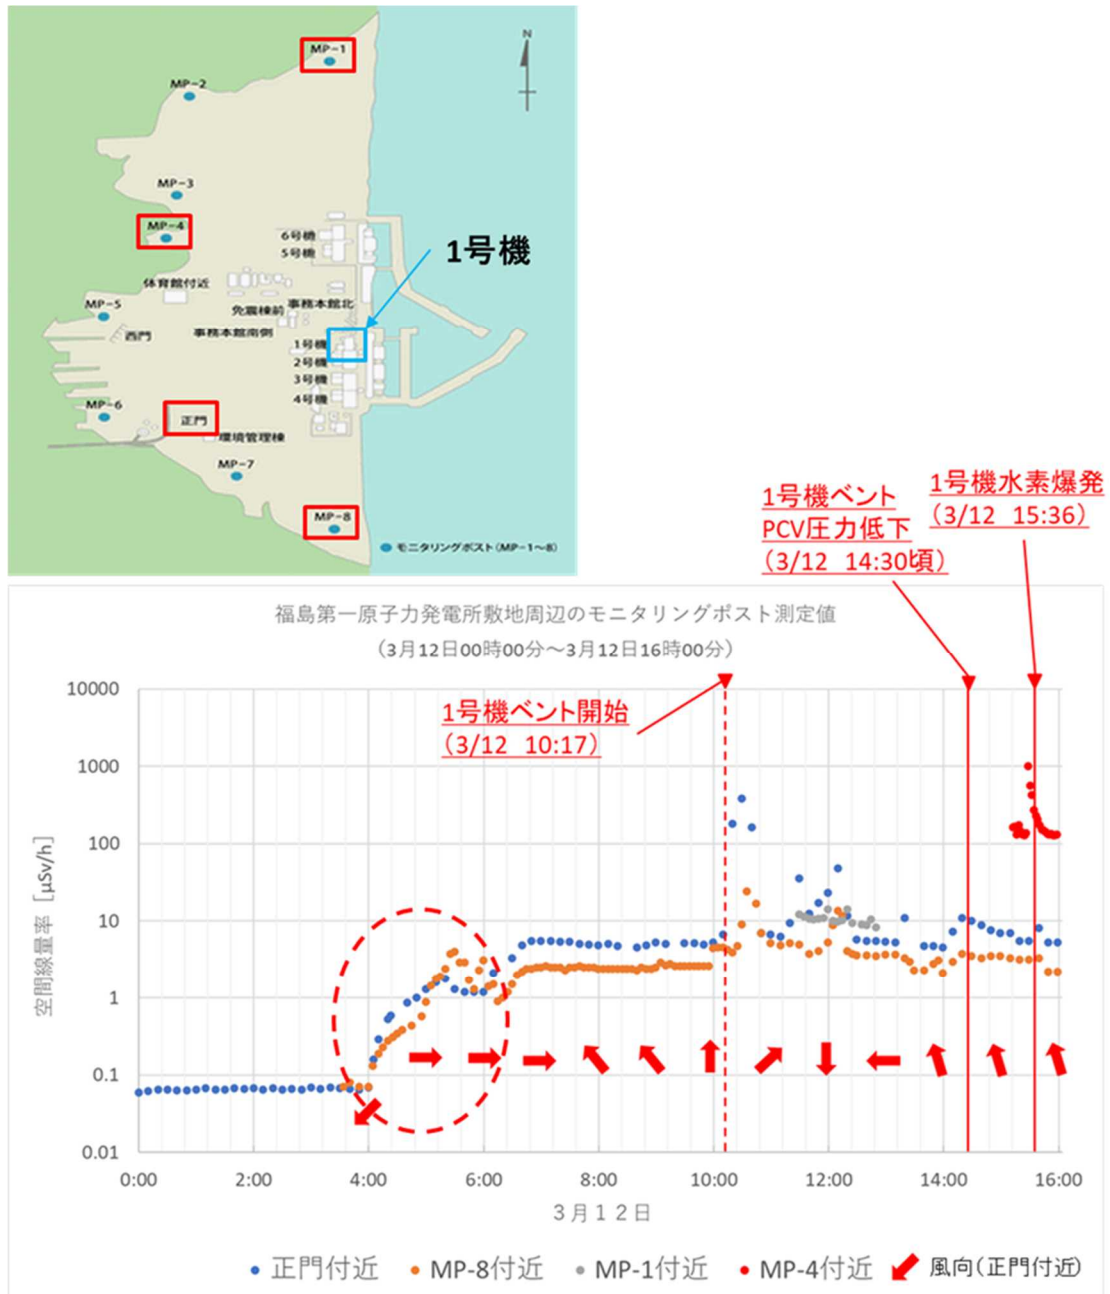 MP-1
N
MP-2
MP-3
MP-4
6号機
5号機
1号機
体育館付近
MP-5
免震棟前
事務本館北
西門
事務本館南側
1号機
2号機
3号機
4号機
MP-6
正門
環境管理棟
MP-7
MP-8
モニタリングポスト(MP-1~8)
1号機ベント
PCV圧力低下
(3/12 14:30頃)
1号機水素爆発
(3/12 15:36)
福島第一原子力発電所敷地周辺のモニタリングポスト測定値
(3月12日00時00分~3月12日16時00分)
1号機ベント開始
(3/12 10:17)
空間線量率 [μSv/h]
10000
1000
100
10
1
0.1
0.01
0:00 2:00 4:00 6:00 8:00 10:00 12:00 14:00 16:00
3月12日
正門付近 MP-8付近 MP-1付近 MP-4付近 風向(正門付近)